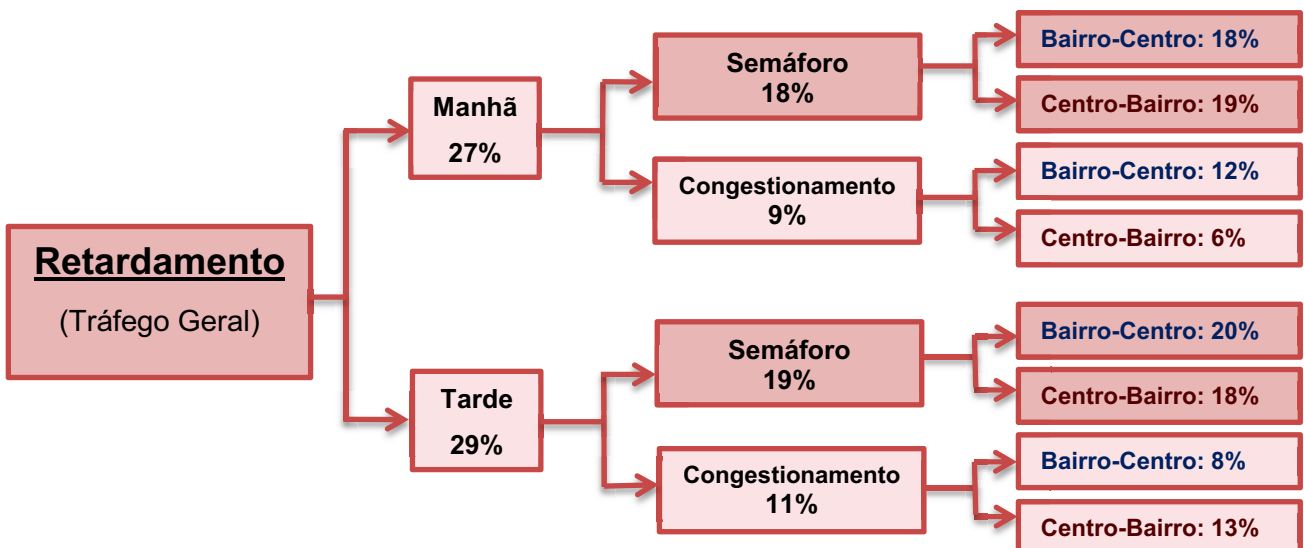 Retardamento
(Tráfego Geral)
Manhã
27%
Semáforo
18%
Bairro-Centro: 18%
Centro-Bairro: 19%
Congestionamento
9%
Bairro-Centro: 12%
Centro-Bairro: 6%
Tarde
29%
Semáforo
19%
Bairro-Centro: 20%
Centro-Bairro: 18%
Congestionamento
11%
Bairro-Centro: 8%
Centro-Bairro: 13%